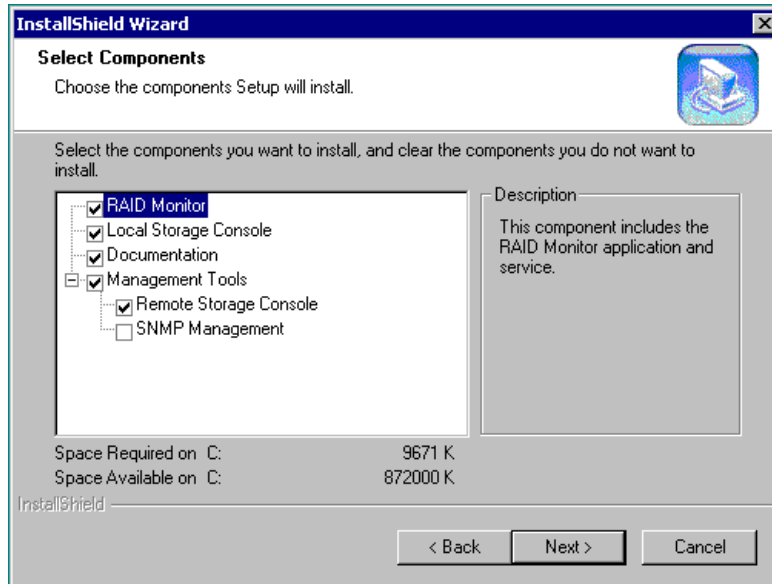 InstallShield Wizard
Select Components
Choose the components Setup will install.
Select the components you want to install, and clear the components you do not want to
install.
RAID Monitor
Local Storage Console
Documentation
Management Tools
Remote Storage Console
SNMP Management
Description
This component includes the
RAID Monitor application and
service.
Space Required on C: 9671 K
Space Available on C: 872000 K
InstallShield
< Back Next > Cancel